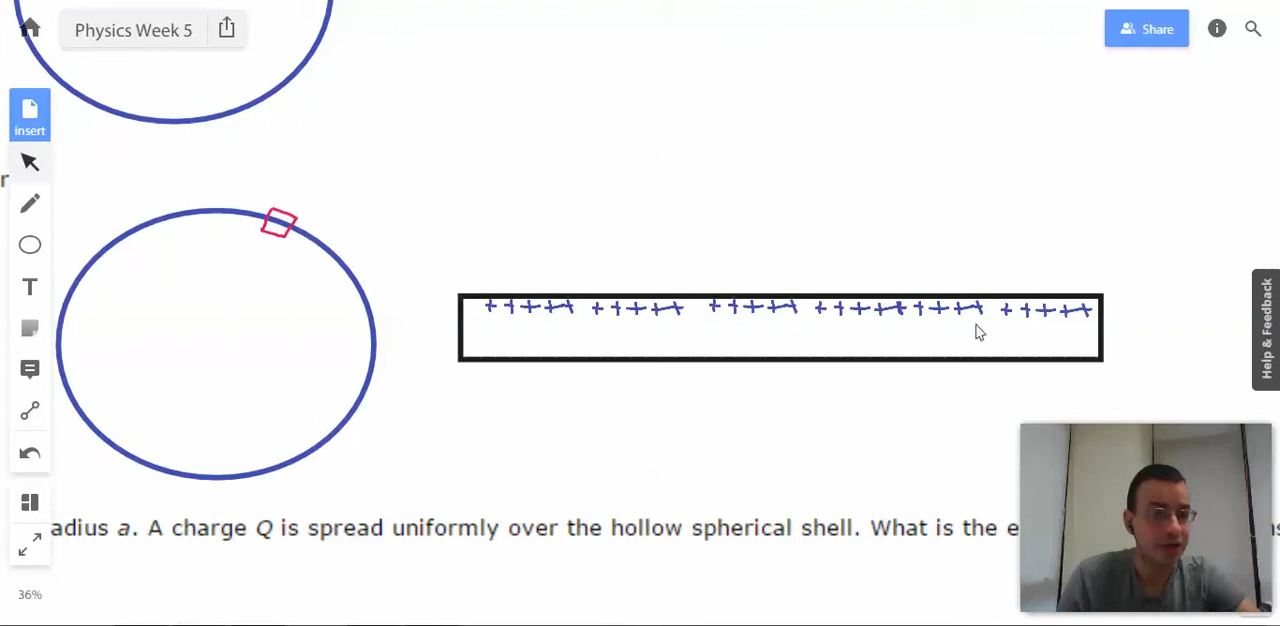 Physics Week 5
Share
insert
T
Help & Feedback
adius a. A charge Q is spread uniformly over the hollow spherical shell. What is the e
36%